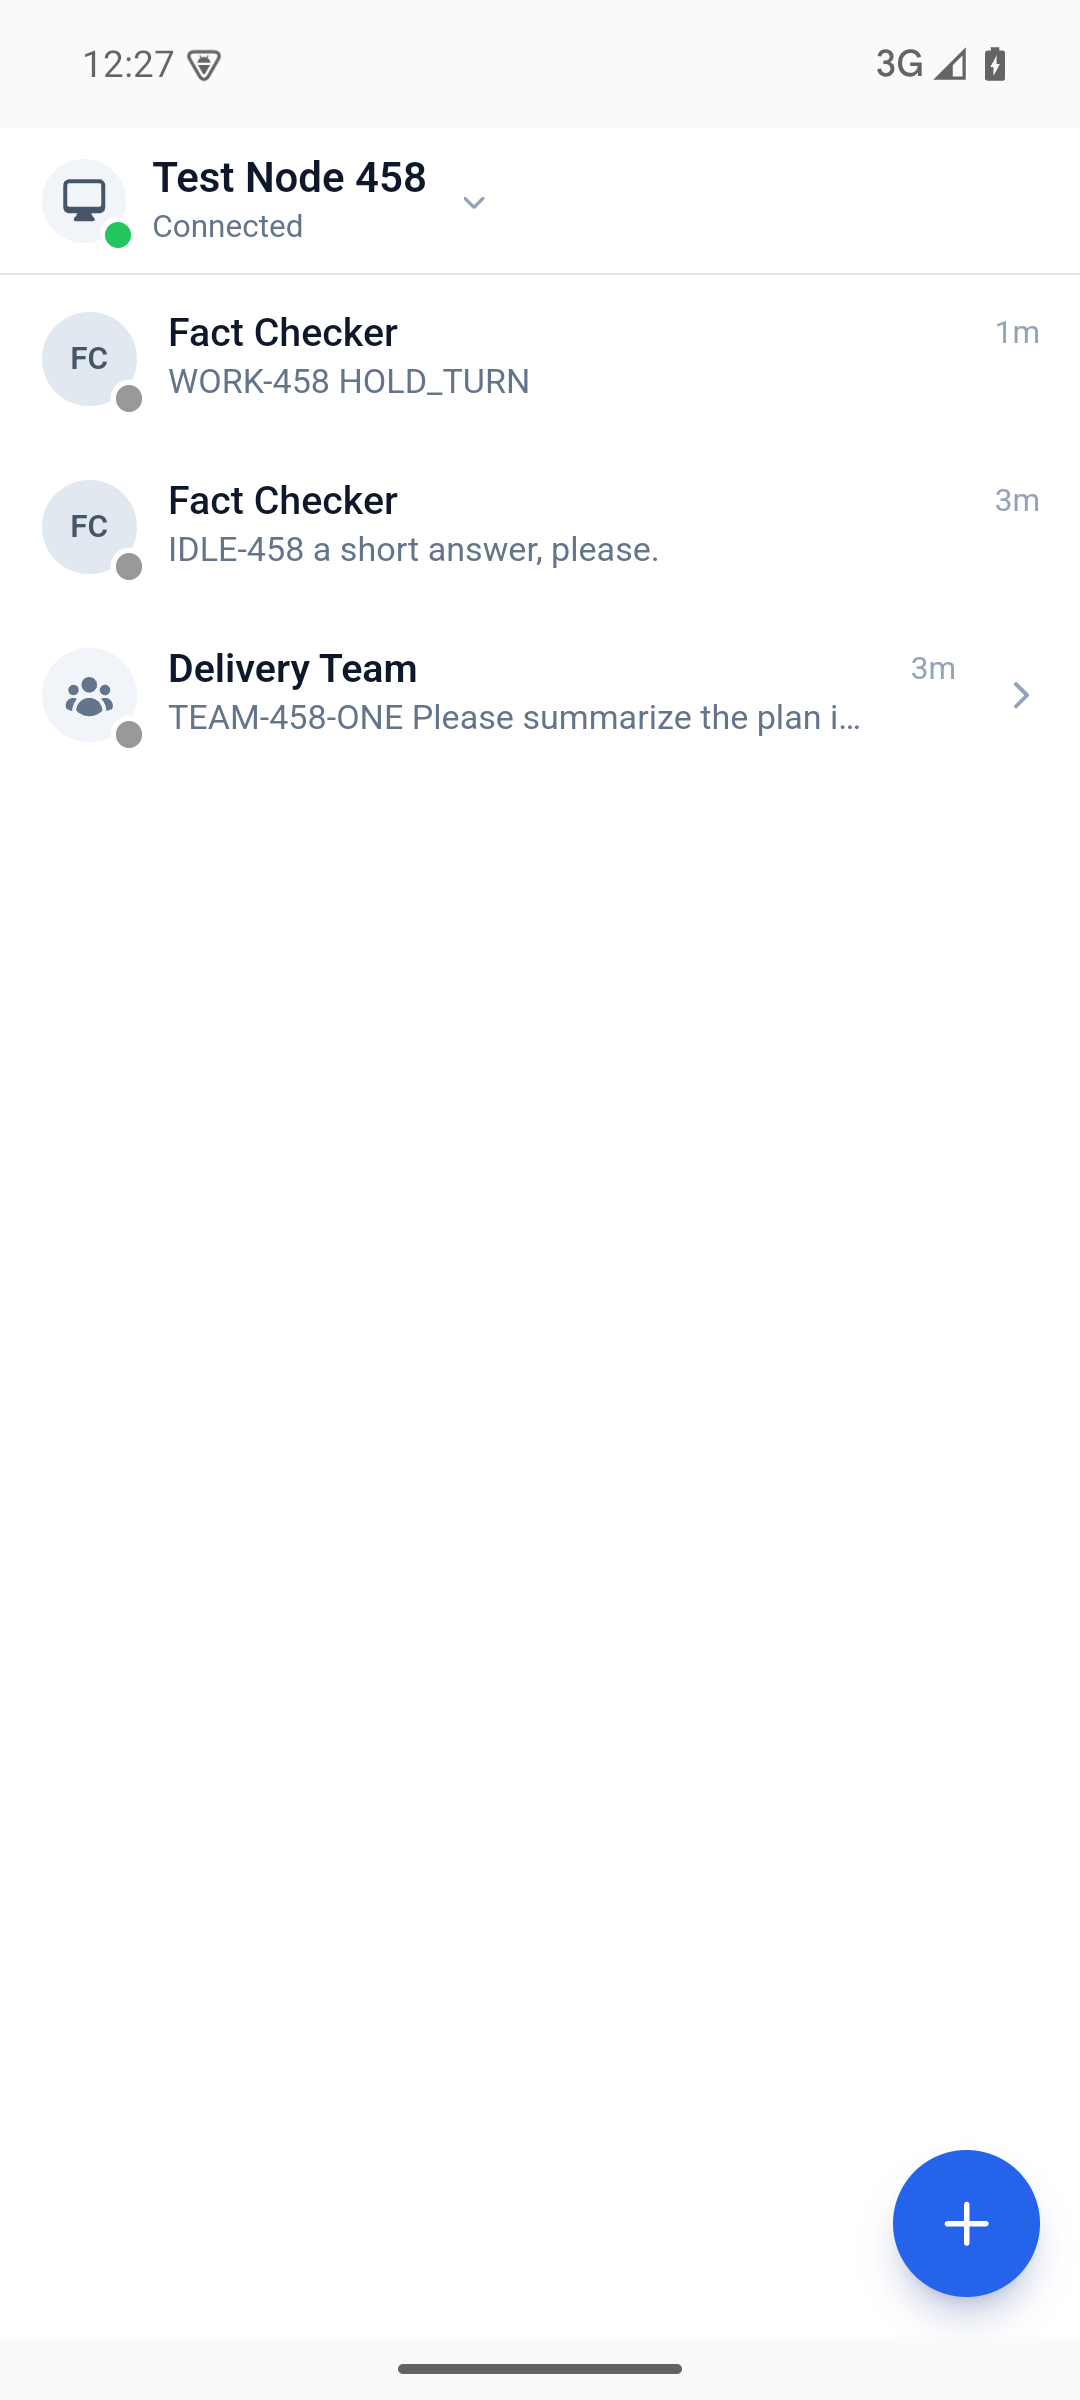 12:27
3G
Test Node 458
Connected
FC
Fact Checker
1m
WORK-458 HOLD_TURN
FC
Fact Checker
3m
IDLE-458 a short answer, please.
Delivery Team
3m
TEAM-458-ONE Please summarize the plan i...